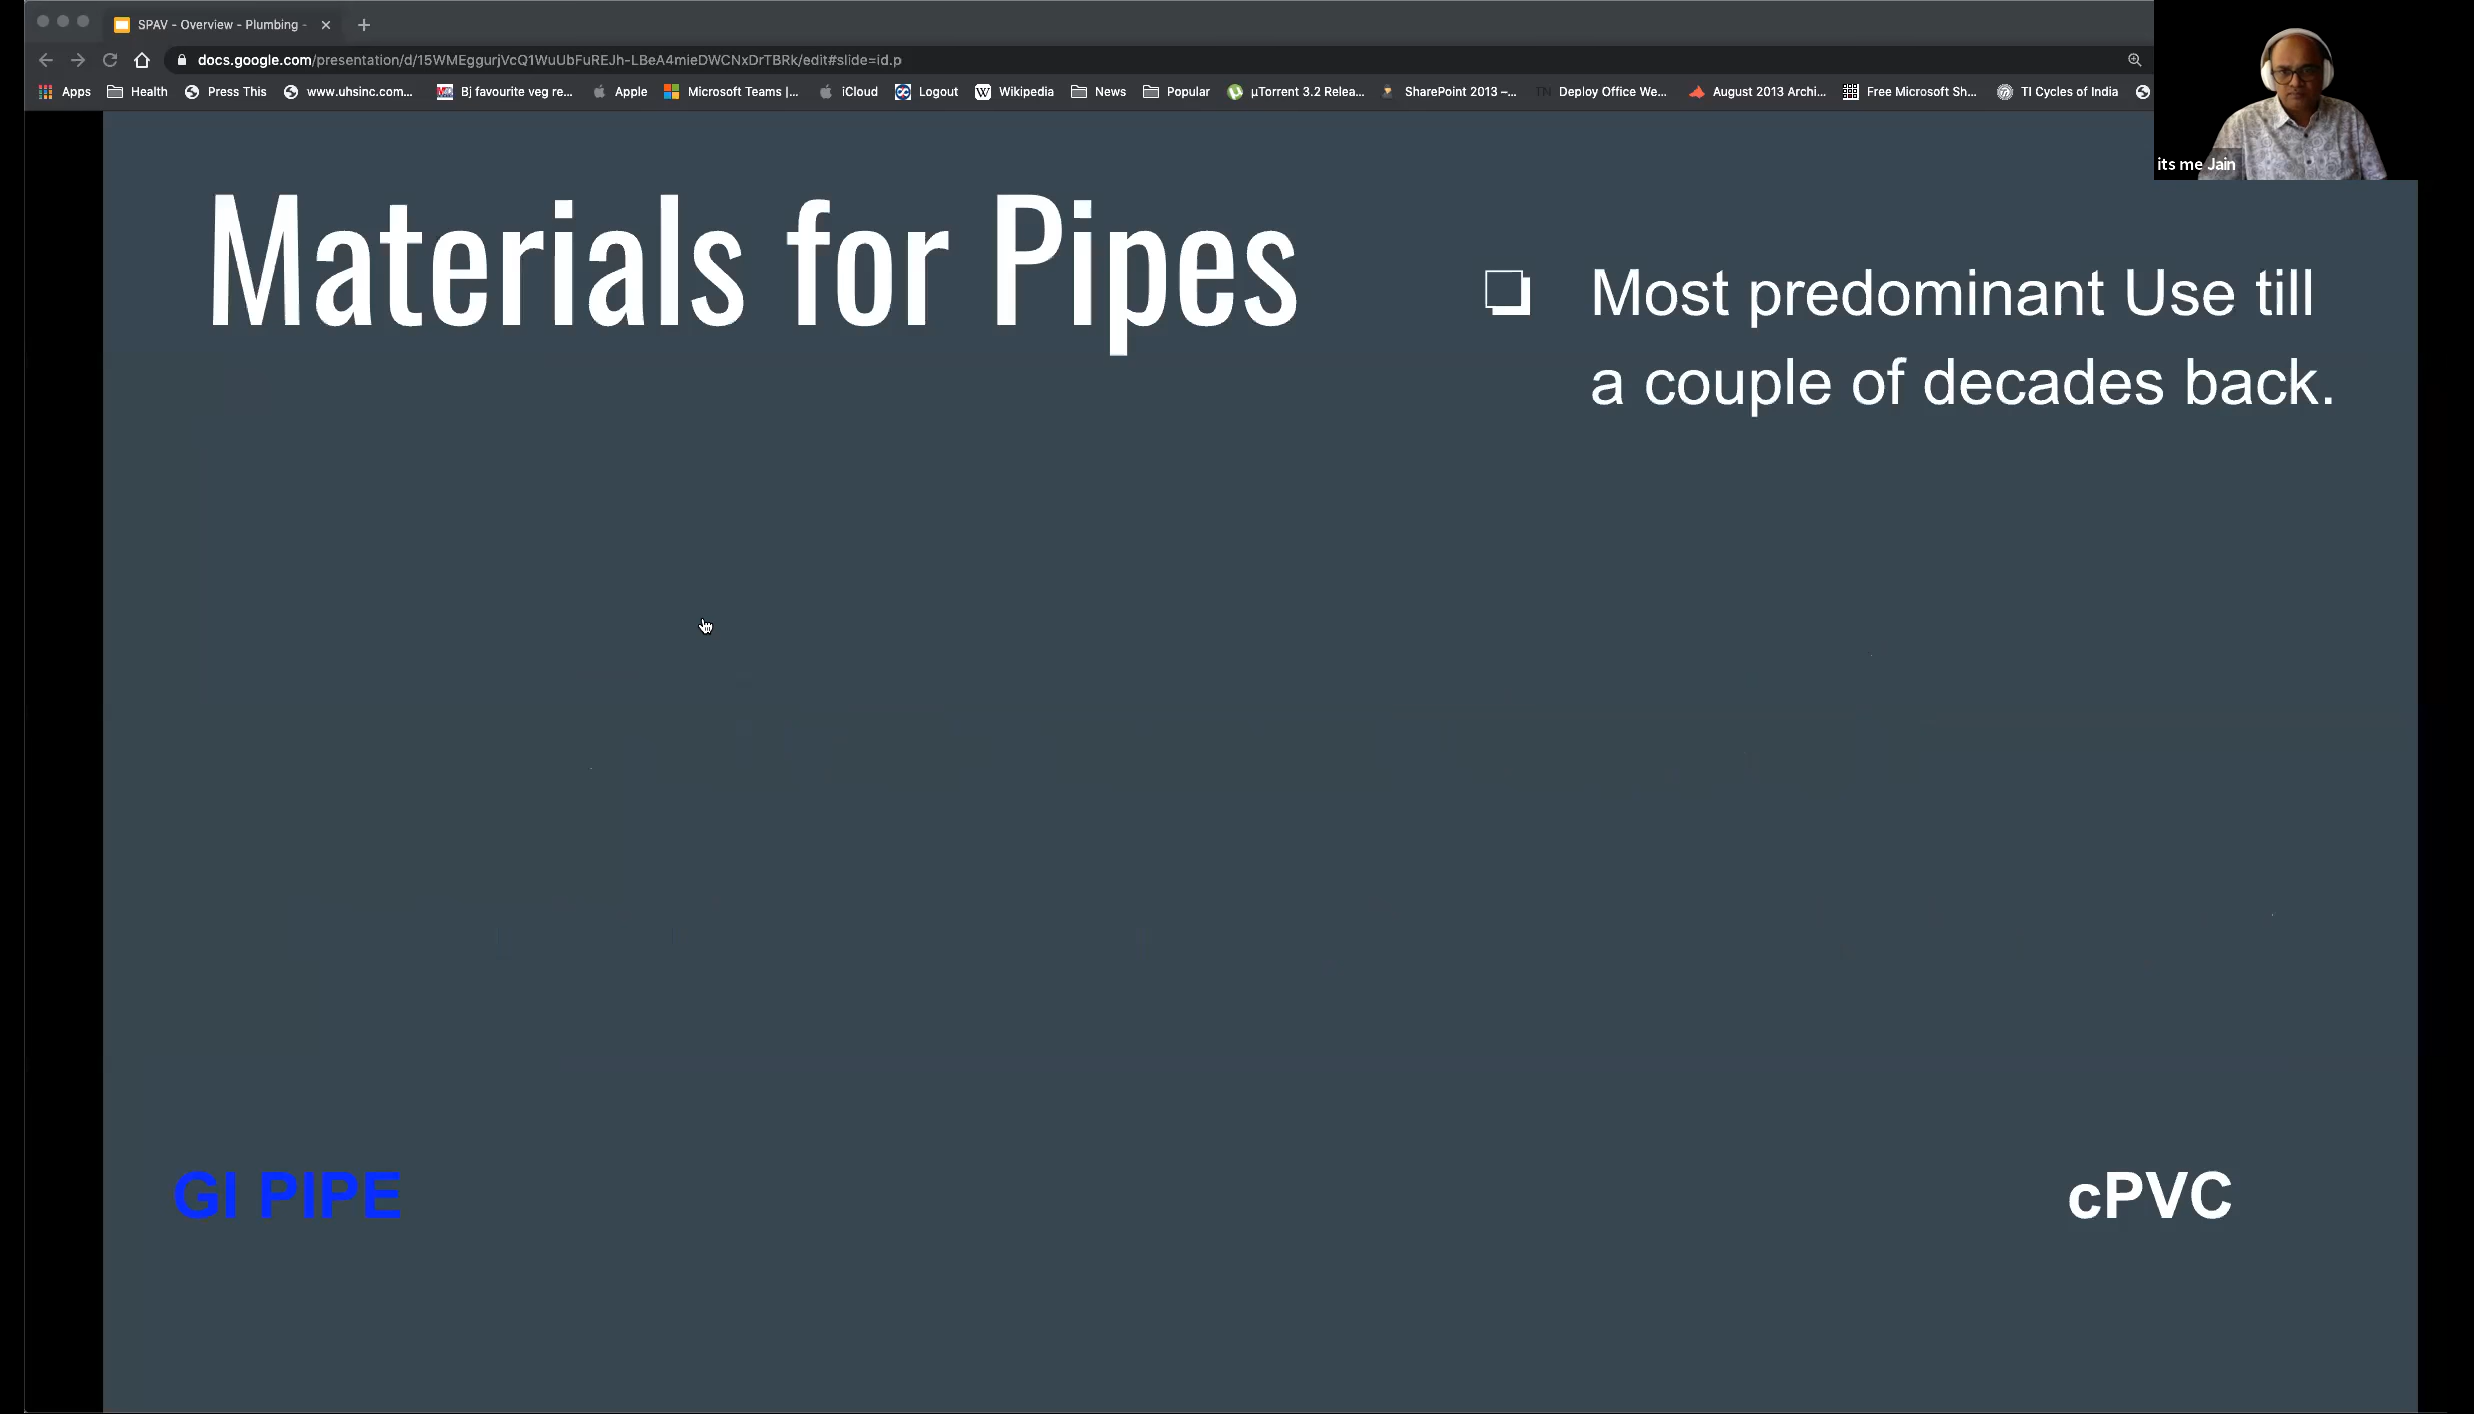 SPAV - Overview - Plumbing -
docs.google.com/presentation/d/15WMEggurjVcQ1WuUbFuREJh-LBeA4mieDWCNxDrTBRk/edit#slide=id.p
Apps Health Press This www.uhsinc.com... Bj favourite veg re... Apple Microsoft Teams |... iCloud Logout Wikipedia News Popular µTorrent 3.2 Relea... SharePoint 2013 –... TN Deploy Office We... August 2013 Archi... Free Microsoft Sh... TI Cycles of India
its me Jain
Materials for Pipes
Most predominant Use till
a couple of decades back.
GI PIPE
cPVC